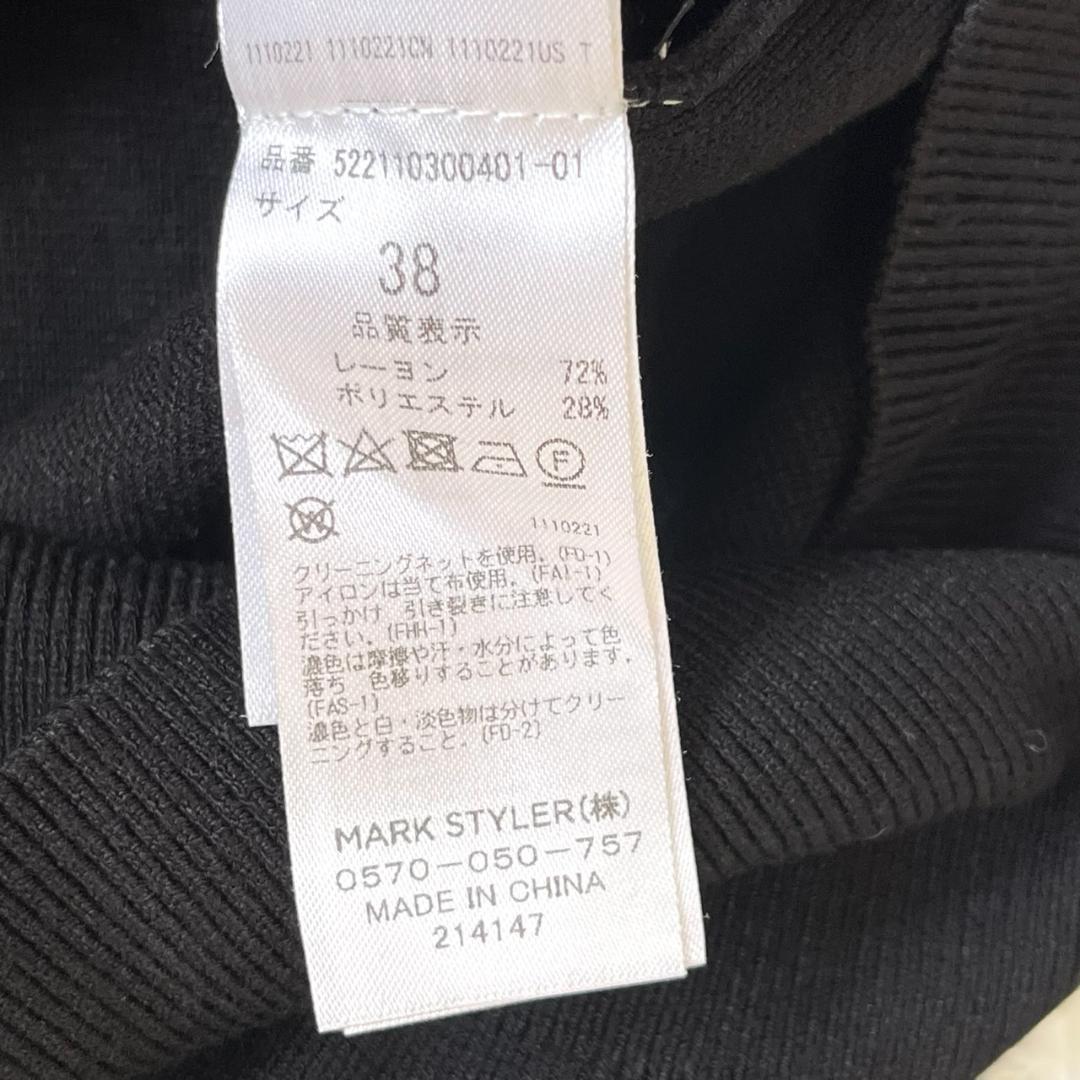 1110221 1110221CN 1110221US T
品番 522110300401-01
サイズ
38
品質表示
レーヨン 72%
ポリエステル 28%
F
W
1110221
クリーニングネットを使用。(FD-1)
アイロンは当て布使用。(FAI-1)
引っかけ 引き裂きに注意してく
ださい。(FHH-1)
濃色は摩擦や汗・水分によって色
落ち 色移りすることがあります。
(FAS-1)
濃色と白・淡色物は分けてクリー
ニングすること。(FD-2)
MARK STYLER(株)
0570-050-757
MADE IN CHINA
214147